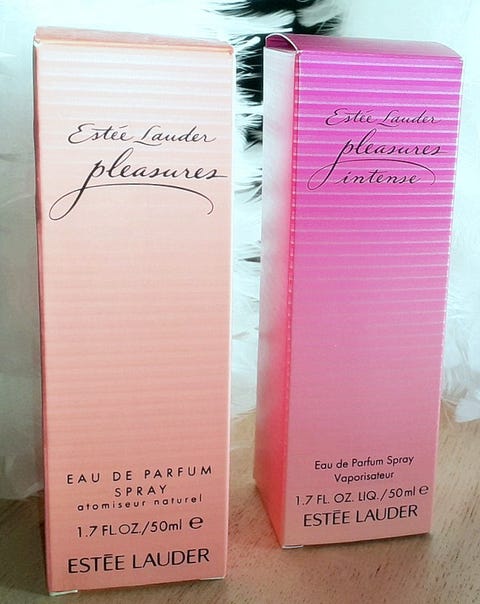 Estēe Lauder
pleasures
EAU DE PARFUM
SPRAY
atomiseur naturel
1.7 FL OZ./50ml ℮
ESTĒE LAUDER
Estée Lauder
pleasures
intense
Eau de Parfum Spray
Vaporisateur
1.7 FL. OZ. LIQ./50ml ℮
ESTĒE LAUDER